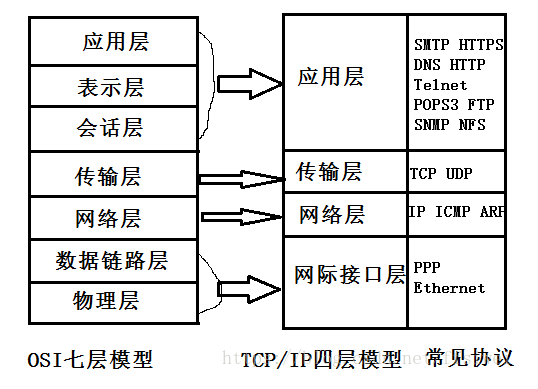 应用层
表示层
会话层
传输层
网络层
数据链路层
物理层
OSI七层模型
应用层
传输层
网络层
网际接口层
TCP/IP四层模型
SMTP HTTPS
DNS HTTP
Telnet
POPS3 FTP
SNMP NFS
TCP UDP
IP ICMP ARP
PPP
Ethernet
常见协议